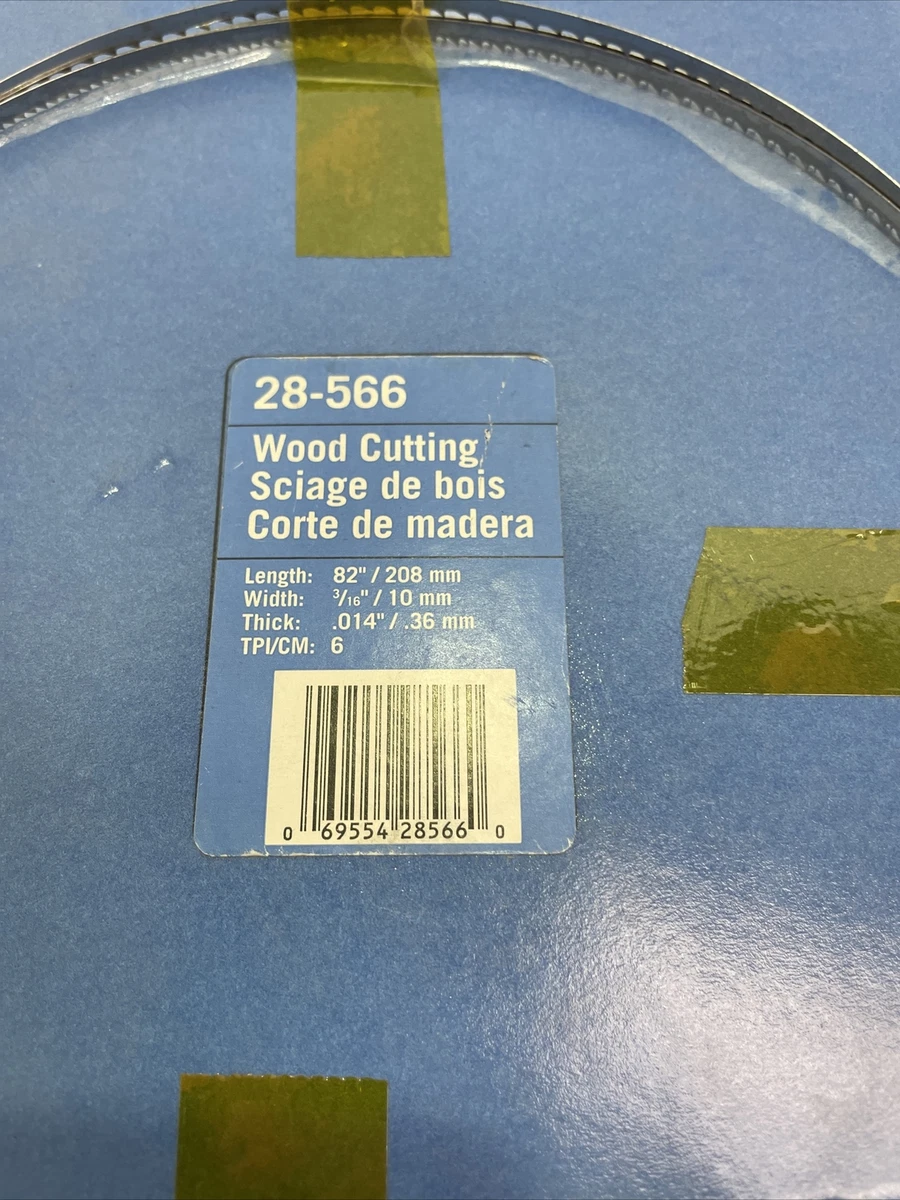 28-566
Wood Cutting
Sciage de bois
Corte de madera
Length: 82" / 208 mm
Width: 3/16" / 10 mm
Thick: .014" / .36 mm
TPI/CM: 6
0 69554 28566 0